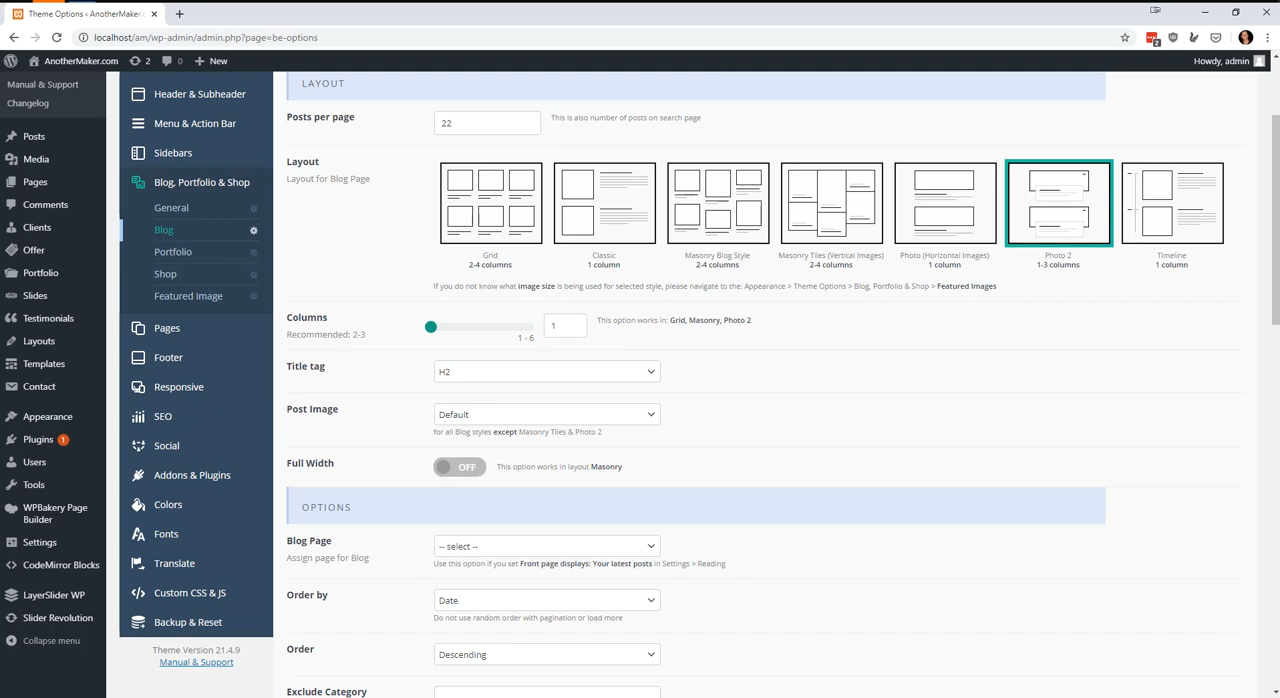 Theme Options ‹ AnotherMaker.
localhost/am/wp-admin/admin.php?page=be-options
2
AnotherMaker.com
2
0
New
Howdy, admin
Manual & Support
Changelog
Posts
Media
Pages
Comments
Clients
Offer
Portfolio
Slides
Testimonials
Layouts
Templates
Contact
Appearance
Plugins 1
Users
Tools
WPBakery Page
Builder
Settings
CodeMirror Blocks
LayerSlider WP
Slider Revolution
Collapse menu
Header & Subheader
Menu & Action Bar
Sidebars
Blog, Portfolio & Shop
General
Blog
Portfolio
Shop
Featured Image
Pages
Footer
Responsive
SEO
Social
Addons & Plugins
Colors
Fonts
Translate
Custom CSS & JS
Backup & Reset
Theme Version 21.4.9
Manual & Support
LAYOUT
Posts per page
22
This is also number of posts on search page
Layout
Layout for Blog Page
Grid
2-4 columns
Classic
1 column
Masonry Blog Style
2-4 columns
Masonry Tiles (Vertical Images)
2-4 columns
Photo (Horizontal Images)
1 column
Photo 2
1-3 columns
Timeline
1 column
If you do not know what image size is being used for selected style, please navigate to the: Appearance > Theme Options > Blog, Portfolio & Shop > Featured Images
Columns
Recommended: 2-3
1 - 6
1
This option works in: Grid, Masonry, Photo 2
Title tag
H2
Post Image
Default
for all Blog styles except Masonry Tiles & Photo 2
Full Width
OFF
This option works in layout Masonry
OPTIONS
Blog Page
Assign page for Blog
-- select --
Use this option if you set Front page displays: Your latest posts in Settings > Reading
Order by
Date
Do not use random order with pagination or load more
Order
Descending
Exclude Category